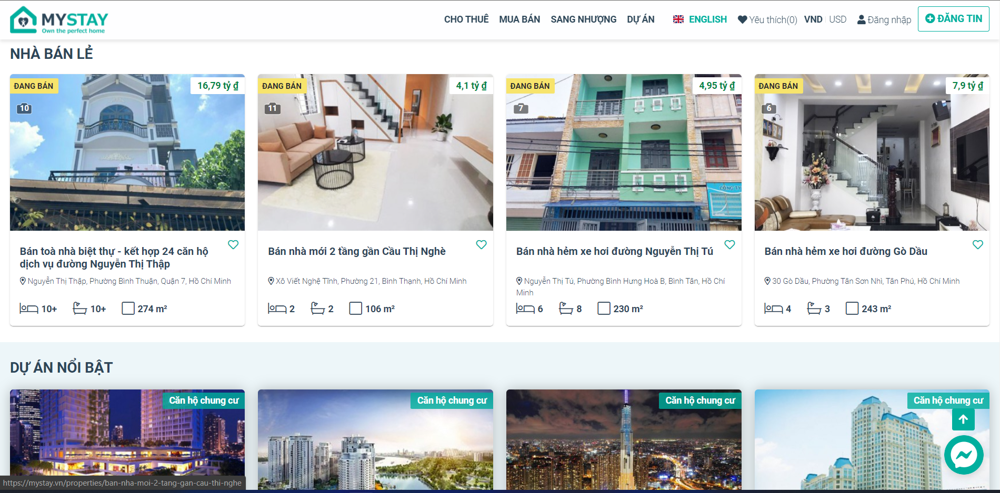 MYSTAY
Own the perfect home
CHO THUÊ MUA BÁN SANG NHƯỢNG DỰ ÁN ENGLISH Yêu thích(0) VND USD Đăng nhập ĐĂNG TIN
NHÀ BÁN LẺ
ĐANG BÁN 16,79 tỷ ₫
10
Bán toà nhà biệt thự - kết hợp 24 căn hộ
dịch vụ đường Nguyễn Thị Thập
Nguyễn Thị Thập, Phường Bình Thuận, Quận 7, Hồ Chí Minh
10+ 10+ 274 m²
ĐANG BÁN 4,1 tỷ ₫
11
Bán nhà mới 2 tầng gần Cầu Thị Nghè
Xô Viết Nghệ Tĩnh, Phường 21, Bình Thạnh, Hồ Chí Minh
2 2 106 m²
ĐANG BÁN 4,95 tỷ ₫
7
CÔNG TY
Bán nhà hẻm xe hơi đường Nguyễn Thị Tú
Nguyễn Thị Tú, Phường Bình Hưng Hoà B, Bình Tân, Hồ Chí
Minh
6 8 230 m²
ĐANG BÁN 7,9 tỷ ₫
6
Bán nhà hẻm xe hơi đường Gò Dầu
30 Gò Dầu, Phường Tân Sơn Nhì, Tân Phú, Hồ Chí Minh
4 3 243 m²
DỰ ÁN NỔI BẬT
Căn hộ chung cư
Căn hộ chung cư
Căn hộ chung cư
Căn hộ chung cư
https://mystay.vn/properties/ban-nha-moi-2-tang-gan-cau-thi-nghe